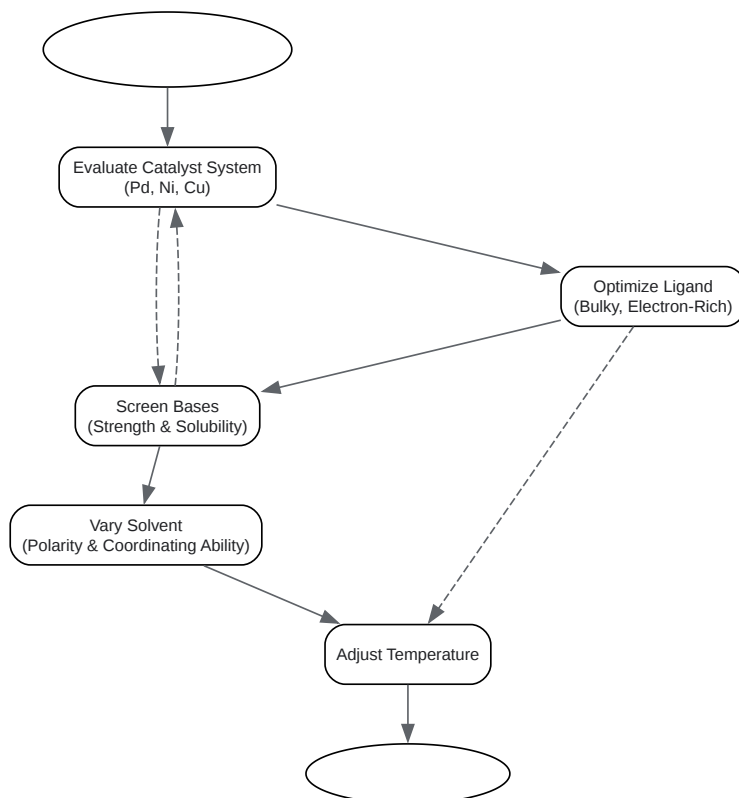 Evaluate Catalyst System
(Pd, Ni, Cu)
Optimize Ligand
(Bulky, Electron-Rich)
Screen Bases
(Strength & Solubility)
Vary Solvent
(Polarity & Coordinating Ability)
Adjust Temperature